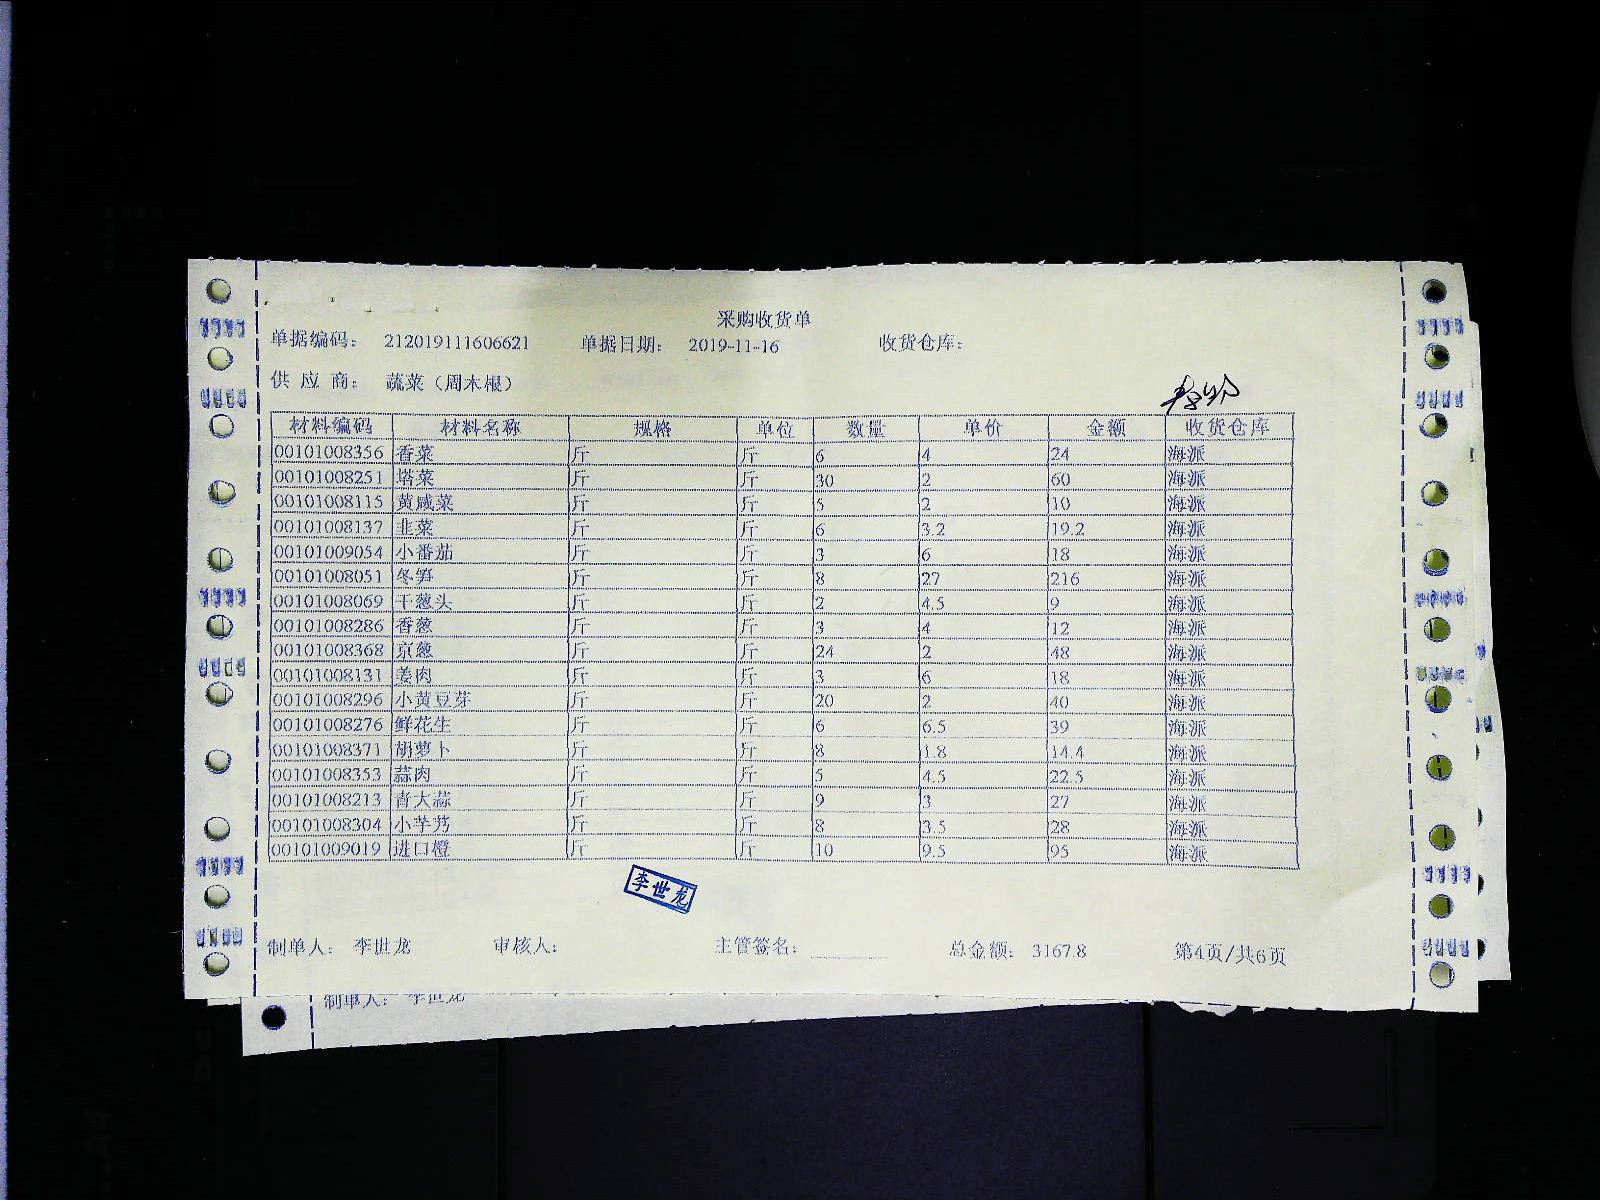 采购收货单
单据编码： 212019111606621 单据日期： 2019-11-16 收货仓库：
供 应 商： 蔬菜（周木根）
材料编码 材料名称 规格 单位 数量 单价 金额 收货仓库
00101008356 香菜 斤 斤 6 4 24 海派
00101008251 塔菜 斤 斤 30 2 60 海派
00101008115 黄咸菜 斤 斤 5 2 10 海派
00101008137 韭菜 斤 斤 6 3.2 19.2 海派
00101009054 小番茄 斤 斤 3 6 18 海派
00101008051 冬笋 斤 斤 8 27 216 海派
00101008069 干葱头 斤 斤 2 4.5 9 海派
00101008286 香葱 斤 斤 3 4 12 海派
00101008368 京葱 斤 斤 24 2 48 海派
00101008131 姜肉 斤 斤 3 6 18 海派
00101008296 小黄豆芽 斤 斤 20 2 40 海派
00101008276 鲜花生 斤 斤 6 6.5 39 海派
00101008371 胡萝卜 斤 斤 8 1.8 14.4 海派
00101008353 蒜肉 斤 斤 5 4.5 22.5 海派
00101008213 青大蒜 斤 斤 9 3 27 海派
00101008304 小芋艿 斤 斤 8 3.5 28 海派
00101009019 进口橙 斤 斤 10 9.5 95 海派
李世龙
制单人： 李世龙 审核人： 主管签名： 总金额： 3167.8 第4页/共6页
制单人： 李世龙